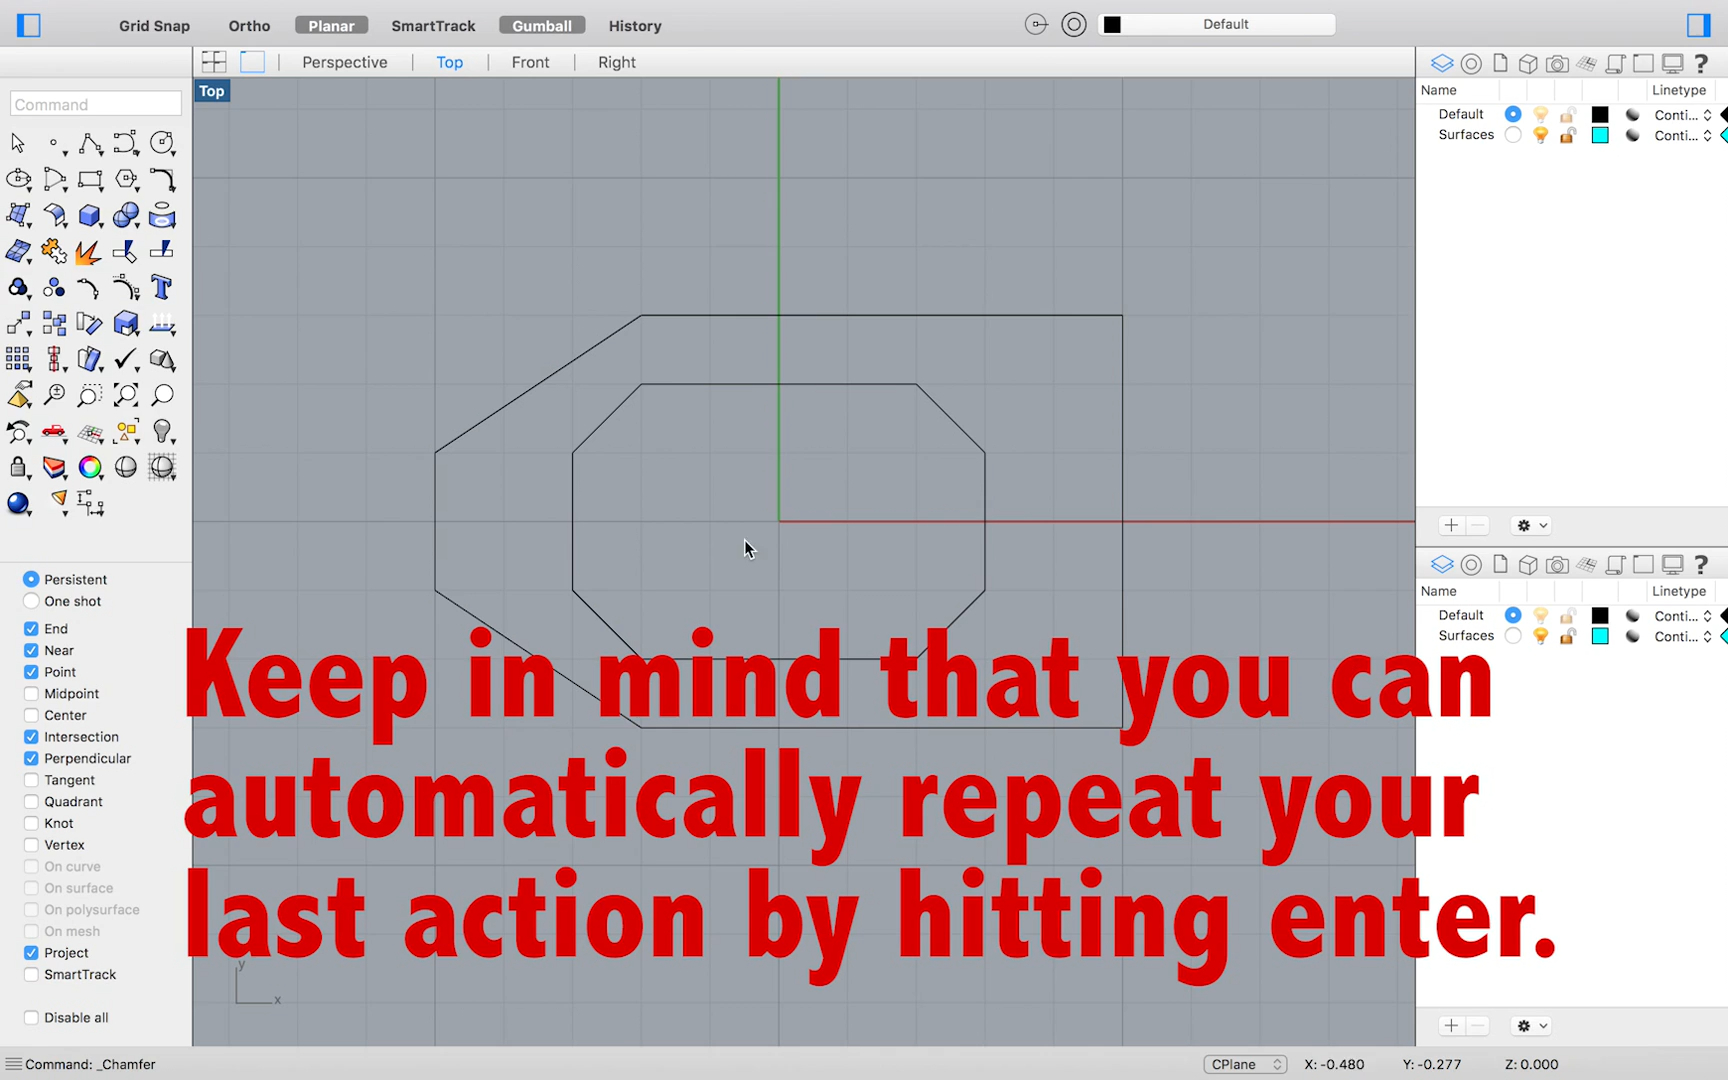 Grid Snap Ortho Planar SmartTrack Gumball History Default
Perspective Top Front Right
Top
Command
Name Linetype
Default Conti...
Surfaces Conti...
Name Linetype
Default Conti...
Surfaces Conti...
Persistent
One shot
End
Near
Point
Midpoint
Center
Intersection
Perpendicular
Tangent
Quadrant
Knot
Vertex
On curve
On surface
On polysurface
On mesh
Project
SmartTrack
Disable all
Keep in mind that you can
automatically repeat your
last action by hitting enter.
y
x
Command: _Chamfer CPlane X: -0.480 Y: -0.277 Z: 0.000